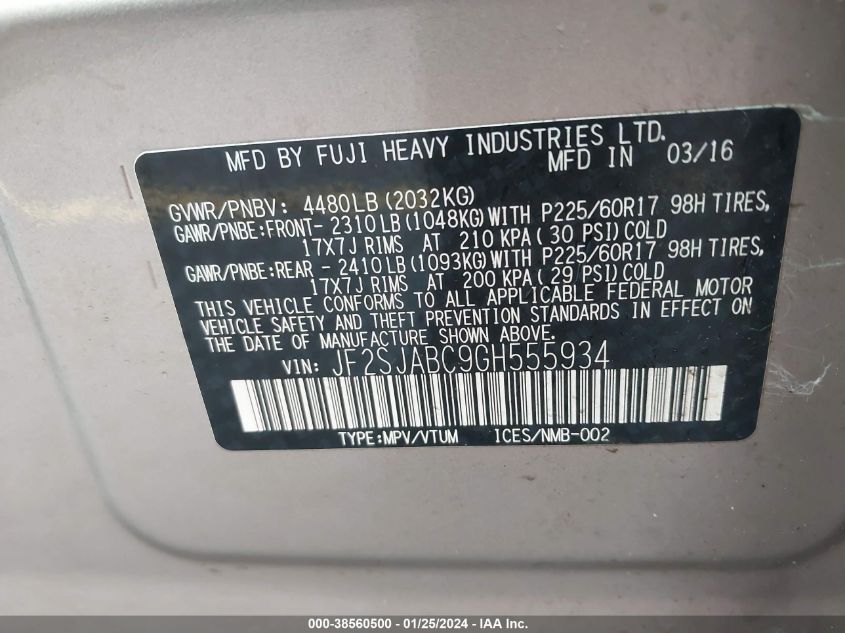 MFD BY FUJI HEAVY INDUSTRIES LTD.
MFD IN 03/16
GVWR/PNBV: 4480LB (2032KG)
GAWR/PNBE:FRONT- 2310LB (1048KG) WITH P225/60R17 98H TIRES,
17X7J RIMS AT 210 KPA ( 30 PSI) COLD
GAWR/PNBE:REAR - 2410LB (1093KG) WITH P225/60R17 98H TIRES,
17X7J RIMS AT 200 KPA ( 29 PSI) COLD
THIS VEHICLE CONFORMS TO ALL APPLICABLE FEDERAL MOTOR
VEHICLE SAFETY AND THEFT PREVENTION STANDARDS IN EFFECT ON
THE DATE OF MANUFACTURE SHOWN ABOVE.
VIN: JF2SJABC9GH555934
TYPE:MPV/VTUM ICES/NMB-002
000-38560500 - 01/25/2024 - IAA Inc.